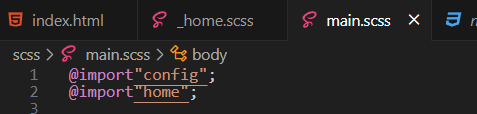 index.html _home.scss main.scss
scss > main.scss > body
1 @import"config";
2 @import"home";
3